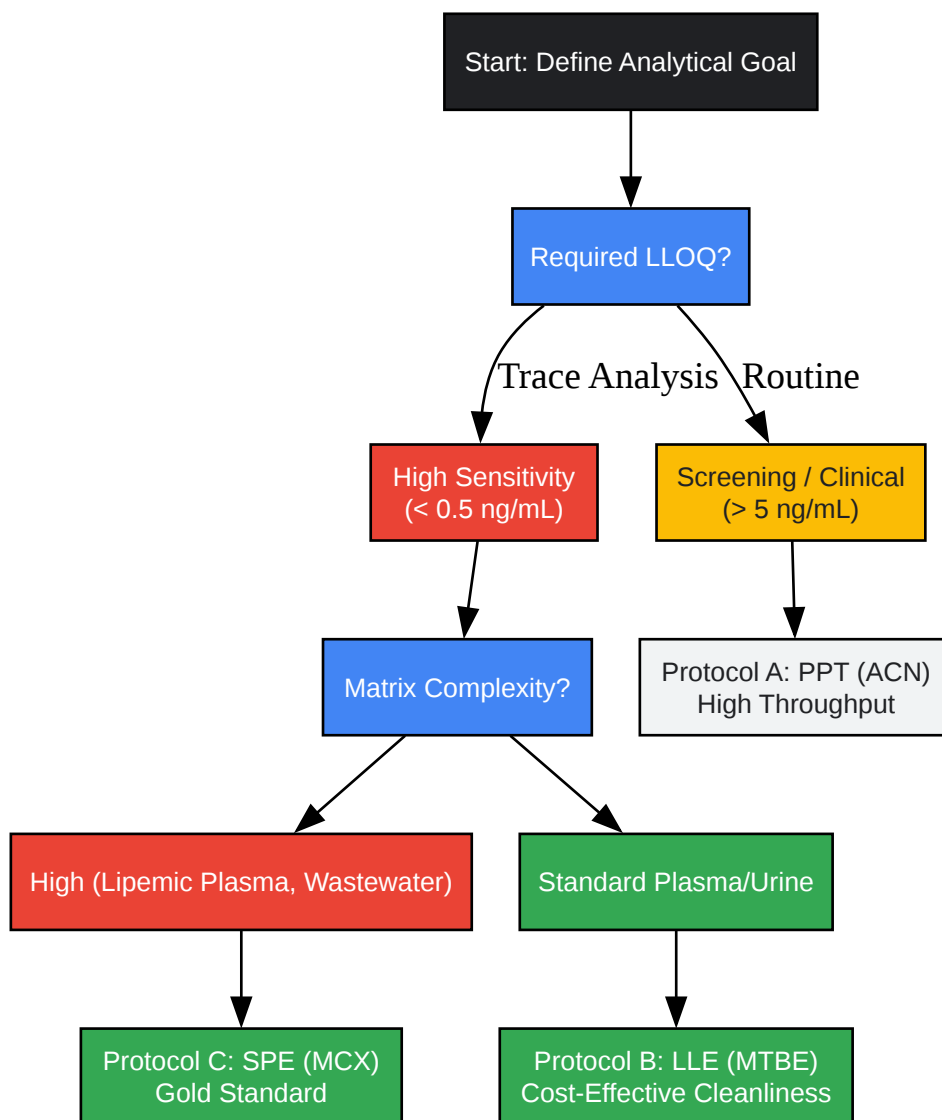 Start: Define Analytical Goal
Required LLOQ?
Trace Analysis
Routine
High Sensitivity
(< 0.5 ng/mL)
Screening / Clinical
(> 5 ng/mL)
Matrix Complexity?
Protocol A: PPT (ACN)
High Throughput
High (Lipemic Plasma, Wastewater)
Standard Plasma/Urine
Protocol C: SPE (MCX)
Gold Standard
Protocol B: LLE (MTBE)
Cost-Effective Cleanliness